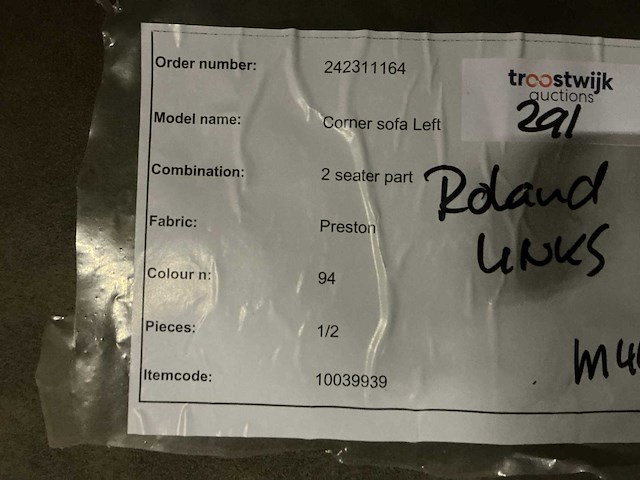 Order number: 242311164
troostwijk
auctions
291
Model name: Corner sofa Left
Combination: 2 seater part
Roland
LINKS
Fabric: Preston
Colour n: 94
Pieces: 1/2
Itemcode: 10039939